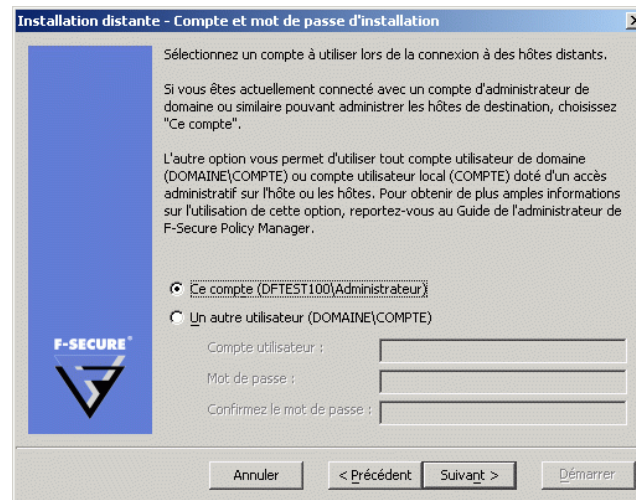 Installation distante - Compte et mot de passe d'installation
Sélectionnez un compte à utiliser lors de la connexion à des hôtes distants.
Si vous êtes actuellement connecté avec un compte d'administrateur de
domaine ou similaire pouvant administrer les hôtes de destination, choisissez
"Ce compte".
L'autre option vous permet d'utiliser tout compte utilisateur de domaine
(DOMAINE\COMPTE) ou compte utilisateur local (COMPTE) doté d'un accès
administratif sur l'hôte ou les hôtes. Pour obtenir de plus amples informations
sur l'utilisation de cette option, reportez-vous au Guide de l'administrateur de
F-Secure Policy Manager.
Ce compte (DFTEST100\Administrateur)
Un autre utilisateur (DOMAINE\COMPTE)
Compte utilisateur :
Mot de passe :
Confirmez le mot de passe :
F-SECURE®
Annuler
< Précédent
Suivant >
Démarrer